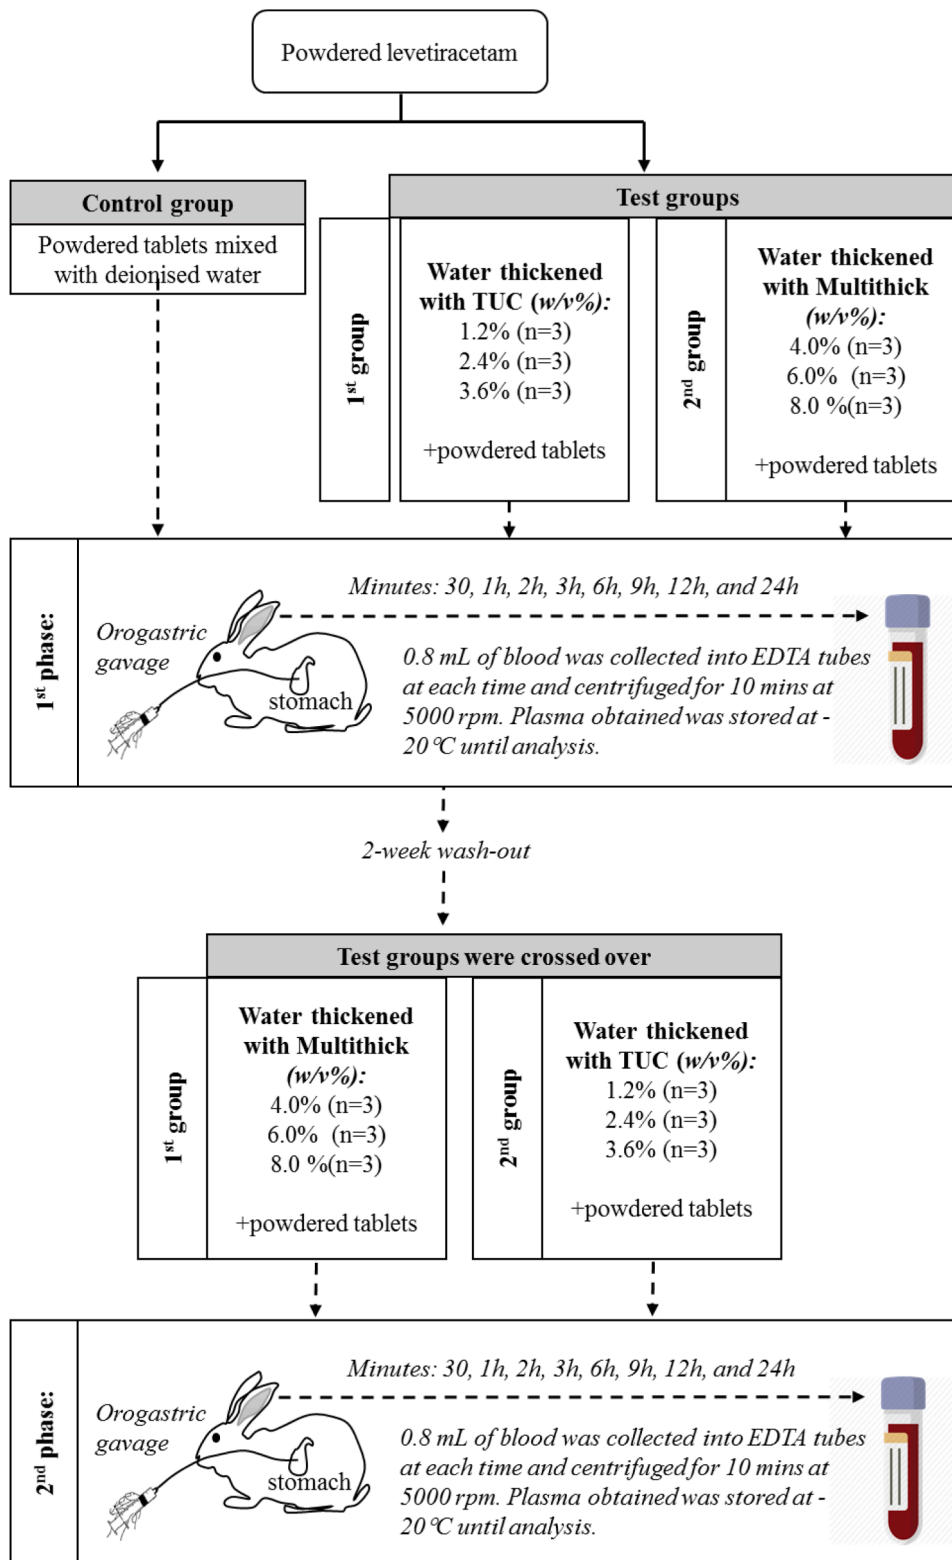 Powdered levetiracetam
Control group
Powdered tablets mixed
with deionised water
Test groups
1st group
Water thickened
with TUC (w/v%):
1.2% (n=3)
2.4% (n=3)
3.6% (n=3)
+powdered tablets
2nd group
Water thickened
with Multithick
(w/v%):
4.0% (n=3)
6.0% (n=3)
8.0 %(n=3)
+powdered tablets
1st phase:
Orogastric
gavage
stomach
Minutes: 30, 1h, 2h, 3h, 6h, 9h, 12h, and 24h
0.8 mL of blood was collected into EDTA tubes
at each time and centrifuged for 10 mins at
5000 rpm. Plasma obtained was stored at -
20℃ until analysis.
2-week wash-out
Test groups were crossed over
1st group
Water thickened
with Multithick
(w/v%):
4.0% (n=3)
6.0% (n=3)
8.0 %(n=3)
+powdered tablets
2nd group
Water thickened
with TUC (w/v%):
1.2% (n=3)
2.4% (n=3)
3.6% (n=3)
+powdered tablets
2nd phase:
Orogastric
gavage
stomach
Minutes: 30, 1h, 2h, 3h, 6h, 9h, 12h, and 24h
0.8 mL of blood was collected into EDTA tubes
at each time and centrifuged for 10 mins at
5000 rpm. Plasma obtained was stored at -
20℃ until analysis.